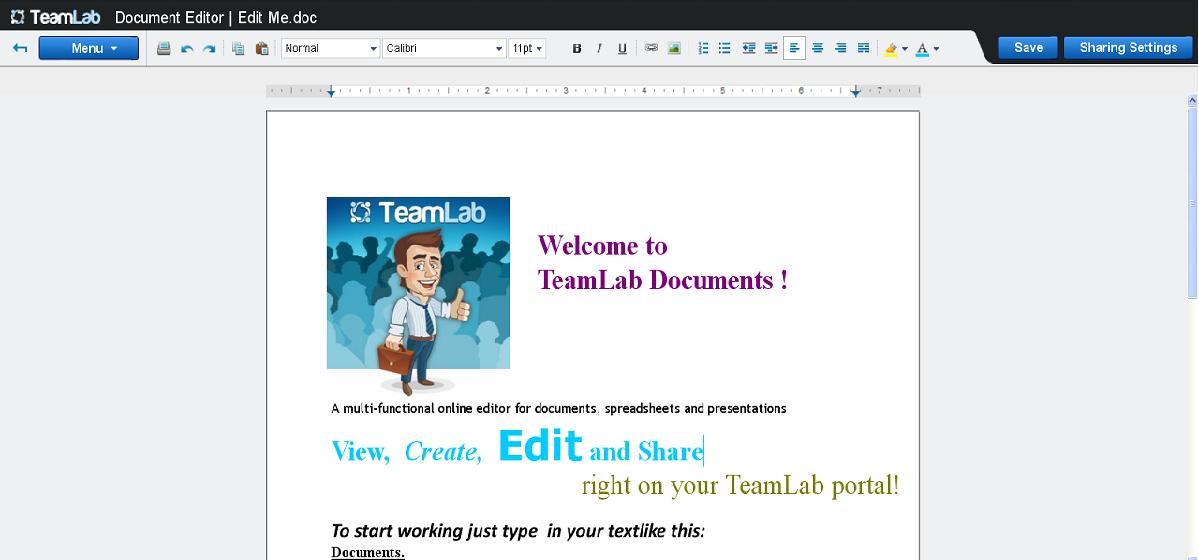 TeamLab Document Editor | Edit Me.doc
Menu Normal Calibri 11pt B I U A Save Sharing Settings
1 2 3 4 5 6 7
TeamLab
Welcome to
TeamLab Documents !
A multi-functional online editor for documents, spreadsheets and presentations
View, Create, Edit and Share
right on your TeamLab portal!
To start working just type in your textlike this:
Documents.